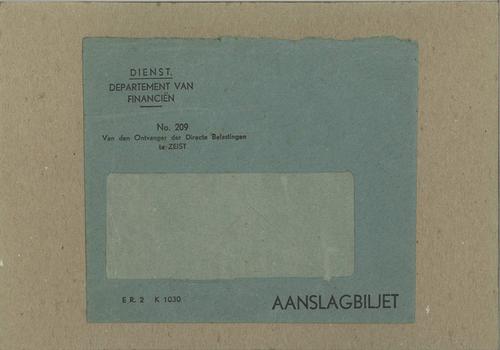 DIENST.
DEPARTEMENT VAN
FINANCIËN
No. 209
Van den Ontvanger der Directe Belastingen
te ZEIST
E R. 2 K 1030
AANSLAGBILJET